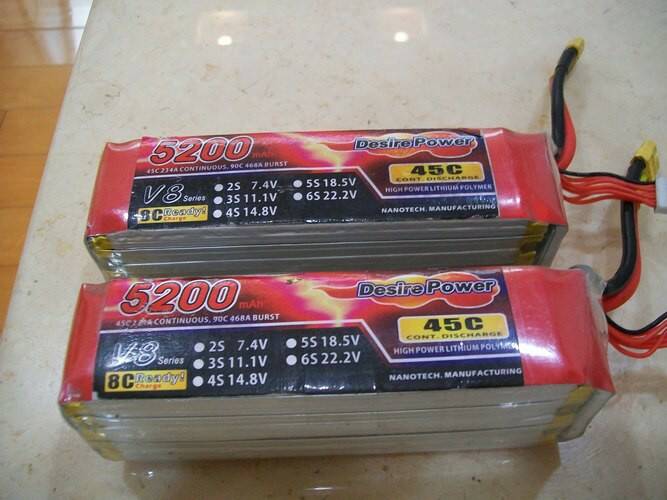 5200 mAh
Desire Power
45C 234A CONTINUOUS, 90C 468A BURST
45C
CONT. DISCHARGE
V8 Series
2S 7.4V
5S 18.5V
3S 11.1V
6S 22.2V
4S 14.8V
8C Ready!
Charge
HIGH POWER LITHIUM POLYMER
NANOTECH. MANUFACTURING
5200 mAh
Desire Power
45C 234A CONTINUOUS, 90C 468A BURST
45C
CONT. DISCHARGE
V8 Series
2S 7.4V
5S 18.5V
3S 11.1V
6S 22.2V
4S 14.8V
8C Ready!
Charge
HIGH POWER LITHIUM POLYMER
NANOTECH. MANUFACTURING